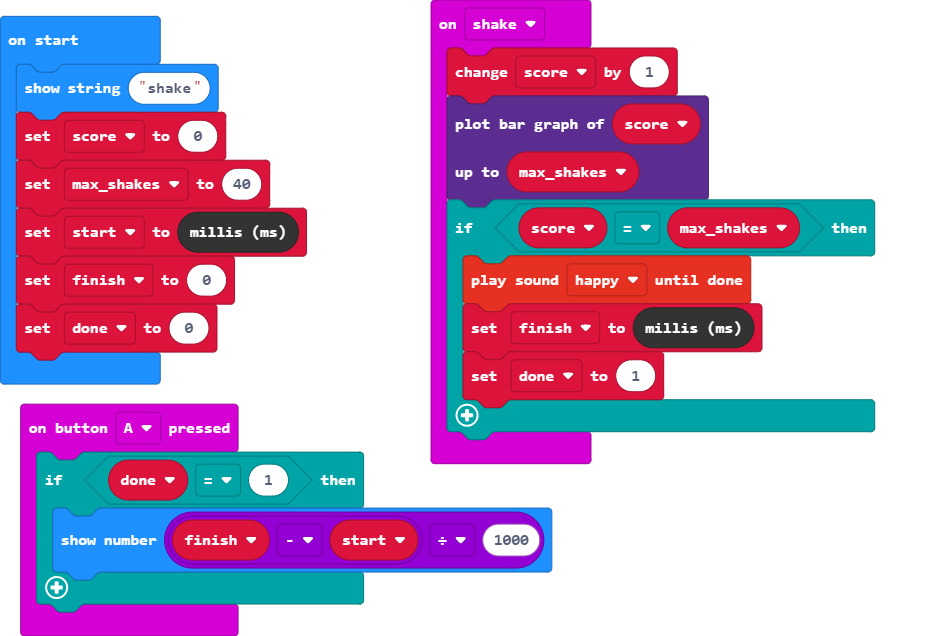 on start
show string "shake"
set score to 0
set max_shakes to 40
set start to millis (ms)
set finish to 0
set done to 0
on button A pressed
if done = 1 then
show number finish - start ÷ 1000
on shake
change score by 1
plot bar graph of score
up to max_shakes
if score = max_shakes then
play sound happy until done
set finish to millis (ms)
set done to 1